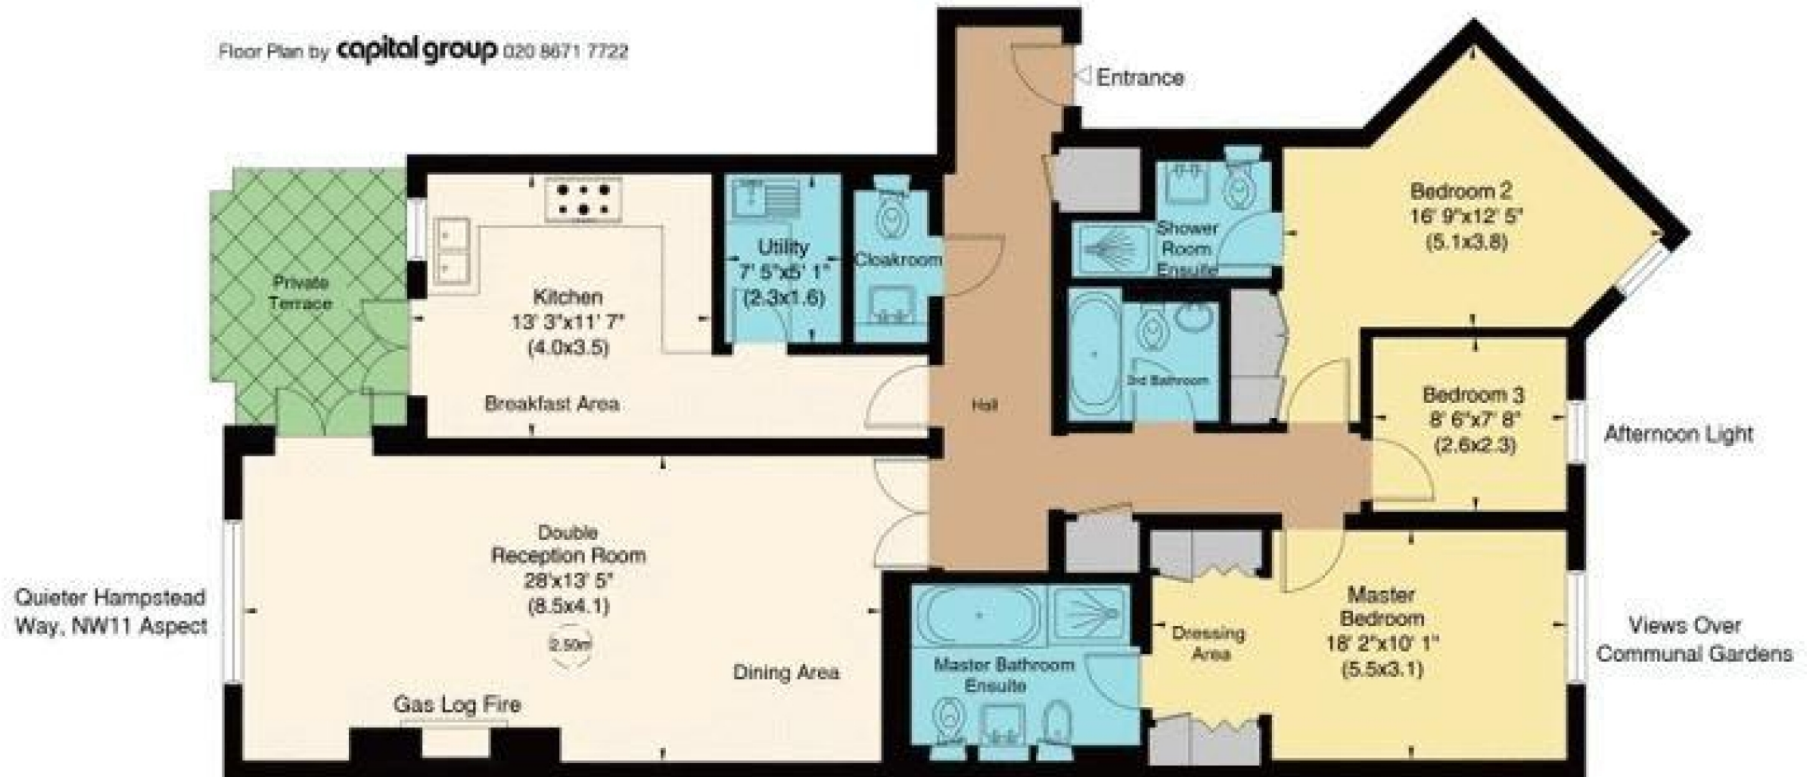 Floor Plan by capital group 020 8671 7722
Entrance
Bedroom 2
16' 9"x12' 5"
(5.1x3.8)
Shower
Room
Ensuite
Utility
7' 5"x5' 1"
(2.3x1.6)
Cloakroom
Private
Terrace
Kitchen
13' 3"x11' 7"
(4.0x3.5)
Breakfast Area
3rd Bathroom
Hall
Bedroom 3
8' 6"x7' 8"
(2.6x2.3)
Afternoon Light
Double
Reception Room
28'x13' 5"
(8.5x4.1)
2.50m
Quieter Hampstead
Way, NW11 Aspect
Dining Area
Gas Log Fire
Master Bathroom
Ensuite
Dressing
Area
Master
Bedroom
18' 2"x10' 1"
(5.5x3.1)
Views Over
Communal Gardens